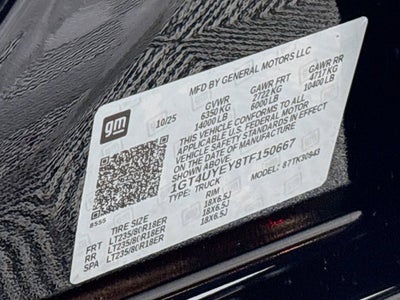 MFD BY GENERAL MOTORS LLC
gm
10/25
GVWR
6350 KG
14000 LB
GAWR FRT
2722 KG
6000 LB
GAWR RR
4717 KG
10400 LB
THIS VEHICLE CONFORMS TO ALL
APPLICABLE U.S. FEDERAL MOTOR
VEHICLE SAFETY STANDARDS IN EFFECT
ON THE DATE OF MANUFACTURE
SHOWN ABOVE
1GT4UYEY8TF150667
TYPE: TRUCK
MODEL: 87TK30943
8555
TIRE SIZE
RIM
FRT LT235/80R18ER 18X6.5J
RR LT235/80R18ER 18X6.5J
SPA LT235/80R18ER 18X6.5J